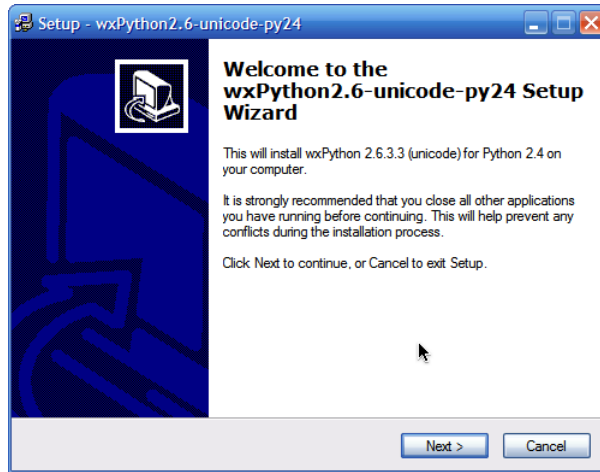 Setup - wxPython2.6-unicode-py24
Welcome to the
wxPython2.6-unicode-py24 Setup
Wizard
This will install wxPython 2.6.3.3 (unicode) for Python 2.4 on
your computer.
It is strongly recommended that you close all other applications
you have running before continuing. This will help prevent any
conflicts during the installation process.
Click Next to continue, or Cancel to exit Setup.
Next >
Cancel